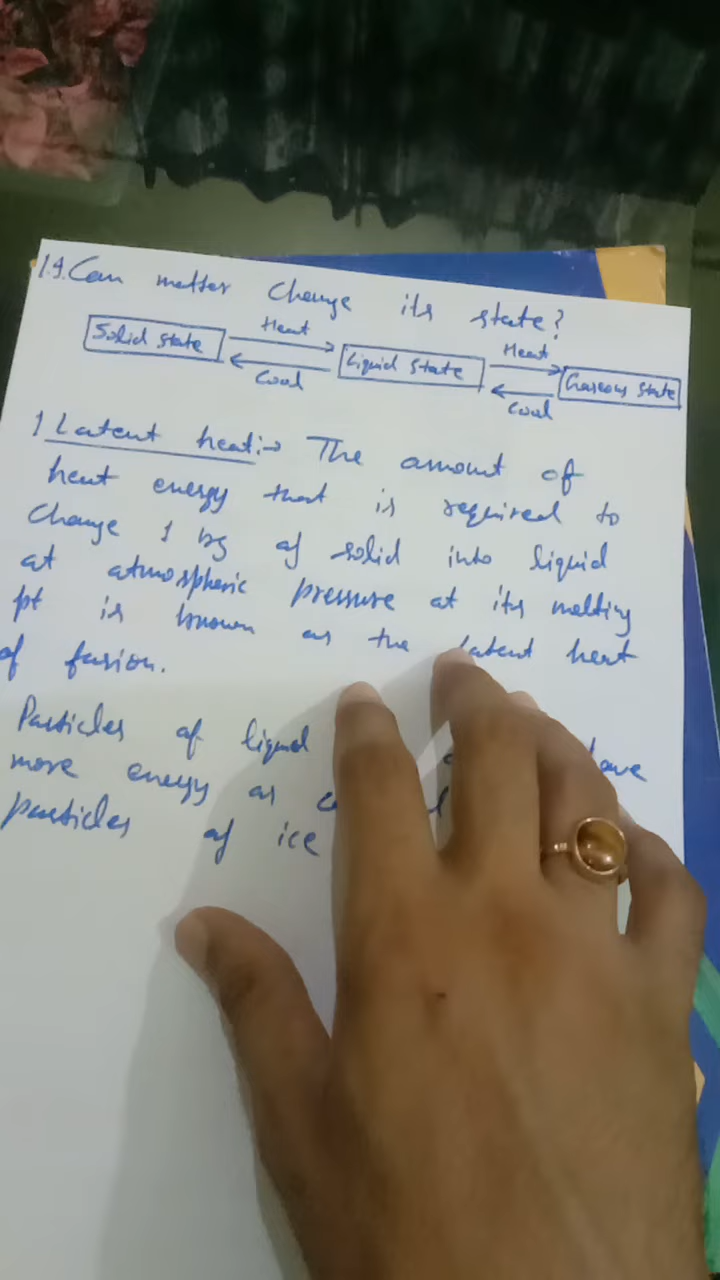 1.4. Can matter change its state?
Solid state Heat Cool Liquid state Heat Cool Gaseous state
1 Latent heat :→ The amount of
heat energy that is required to
change 1 kg of solid into liquid
at atmospheric pressure at its melting
pt is known as the latent heat
of fusion.
Particles of liquid have
more energy as
particles of ice